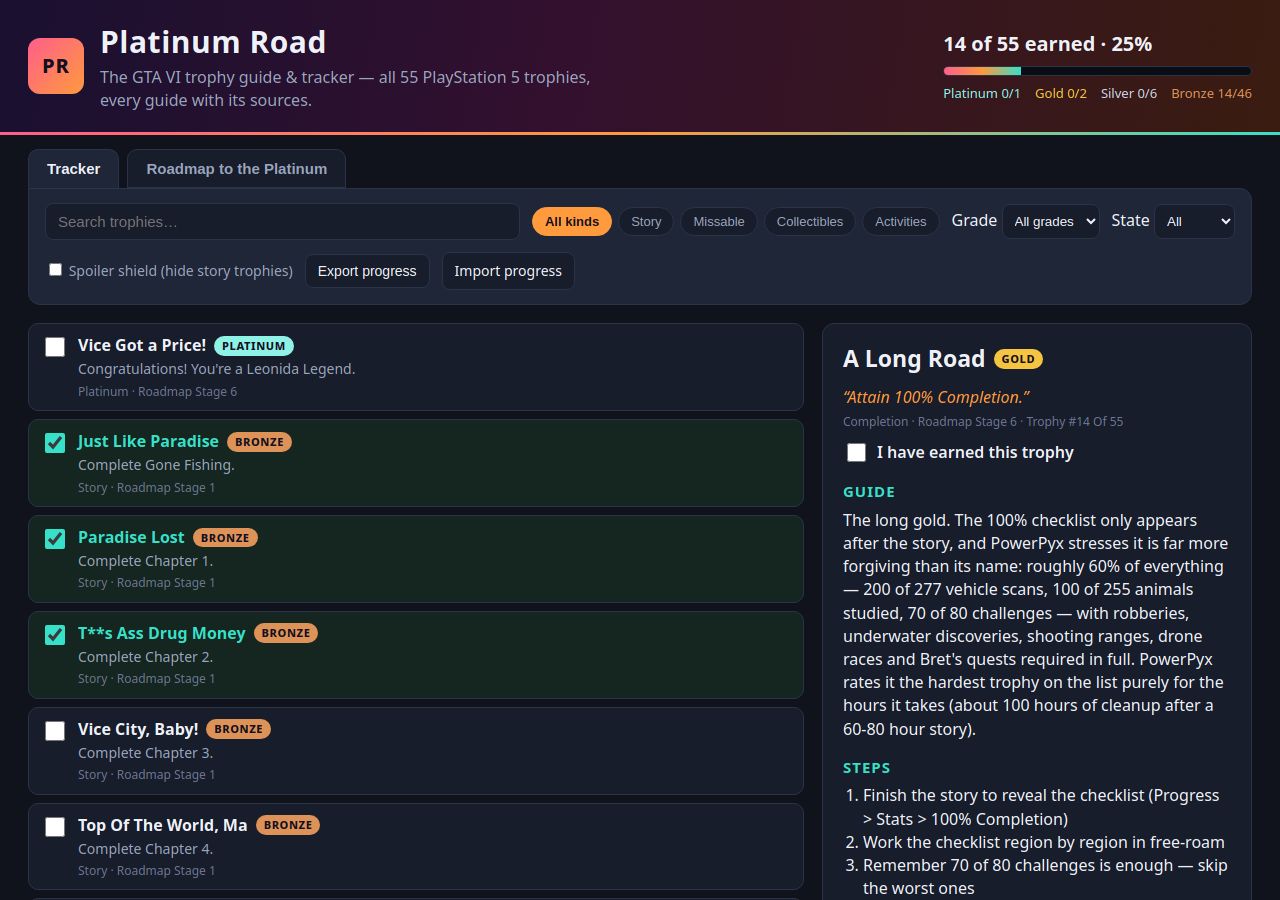 PR
Platinum Road
The GTA VI trophy guide & tracker — all 55 PlayStation 5 trophies,
every guide with its sources.
14 of 55 earned · 25%
Platinum 0/1 Gold 0/2 Silver 0/6 Bronze 14/46
Tracker
Roadmap to the Platinum
Search trophies…
All kinds
Story
Missable
Collectibles
Activities
Grade
All grades
State
All
Spoiler shield (hide story trophies)
Export progress
Import progress
Vice Got a Price! PLATINUM
Congratulations! You're a Leonida Legend.
Platinum · Roadmap Stage 6
Just Like Paradise BRONZE
Complete Gone Fishing.
Story · Roadmap Stage 1
Paradise Lost BRONZE
Complete Chapter 1.
Story · Roadmap Stage 1
T**s Ass Drug Money BRONZE
Complete Chapter 2.
Story · Roadmap Stage 1
Vice City, Baby! BRONZE
Complete Chapter 3.
Story · Roadmap Stage 1
Top Of The World, Ma BRONZE
Complete Chapter 4.
Story · Roadmap Stage 1
A Long Road GOLD
“Attain 100% Completion.”
Completion · Roadmap Stage 6 · Trophy #14 Of 55
I have earned this trophy
GUIDE
The long gold. The 100% checklist only appears
after the story, and PowerPyx stresses it is far more
forgiving than its name: roughly 60% of everything
— 200 of 277 vehicle scans, 100 of 255 animals
studied, 70 of 80 challenges — with robberies,
underwater discoveries, shooting ranges, drone
races and Bret's quests required in full. PowerPyx
rates it the hardest trophy on the list purely for the
hours it takes (about 100 hours of cleanup after a
60-80 hour story).
STEPS
1. Finish the story to reveal the checklist (Progress
> Stats > 100% Completion)
2. Work the checklist region by region in free-roam
3. Remember 70 of 80 challenges is enough — skip
the worst ones